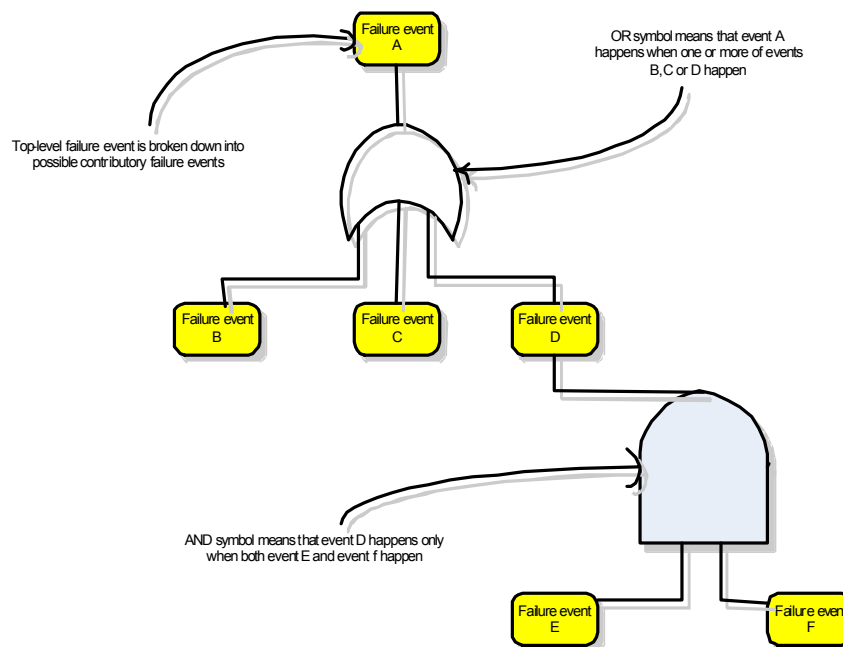 Failure event
A
OR symbol means that event A
happens when one or more of events
B,C or D happen
Top-level failure event is broken down into
possible contributory failure events
Failure event
B
Failure event
C
Failure event
D
AND symbol means that event D happens only
when both event E and event f happen
Failure event
E
Failure event
F